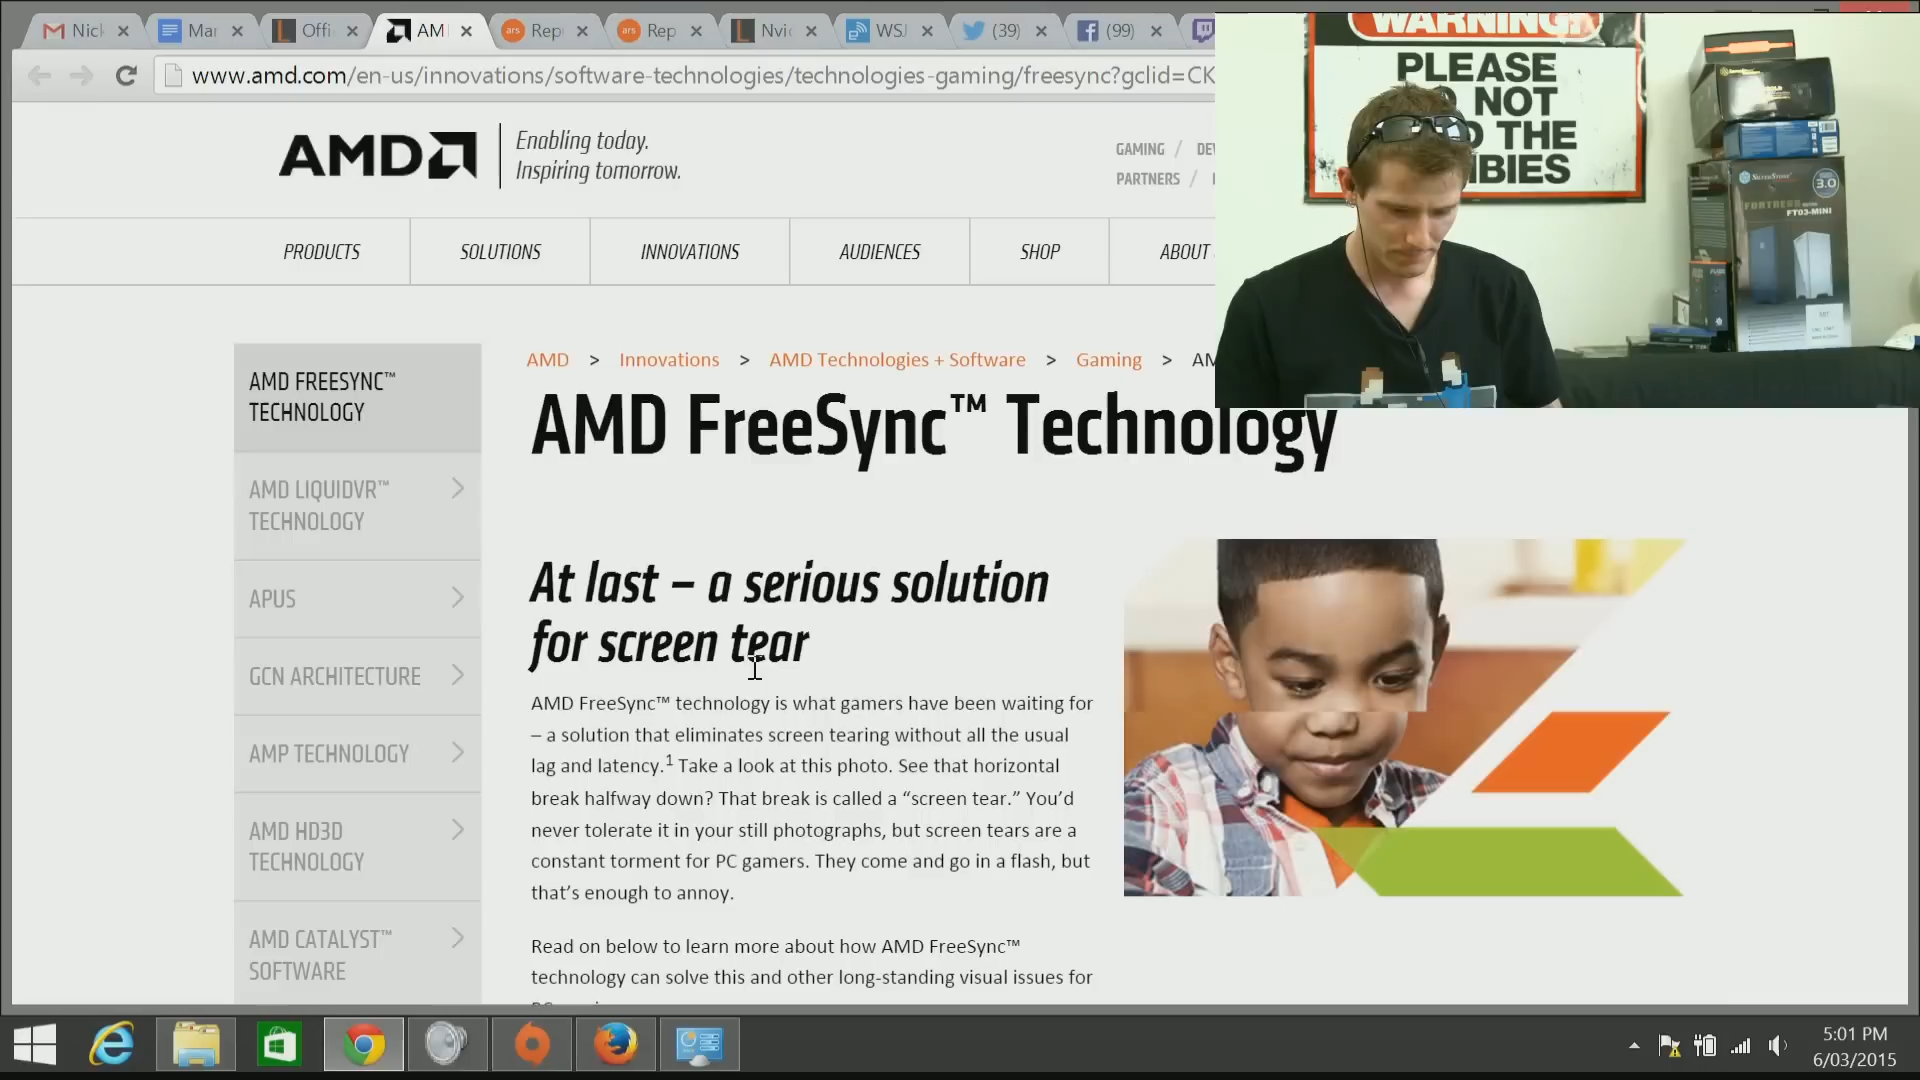 Nick
Mar
Offi
AM
Rep
Rep
Nvi
WSJ
(39)
(99)
www.amd.com/en-us/innovations/software-technologies/technologies-gaming/freesync?gclid=CK
AMD
Enabling today.
Inspiring tomorrow.
GAMING /
PARTNERS /
PRODUCTS
SOLUTIONS
INNOVATIONS
AUDIENCES
SHOP
ABOUT
WARNING!
PLEASE
NOT
THE
SILVERSTONE
3.0
FORTRESS
FT03-MINI
AMD FREESYNC™
TECHNOLOGY
AMD LIQUIDVR™
TECHNOLOGY
APUS
GCN ARCHITECTURE
AMP TECHNOLOGY
AMD HD3D
TECHNOLOGY
AMD CATALYST™
SOFTWARE
AMD > Innovations > AMD Technologies + Software > Gaming > AM
AMD FreeSync™ Technology
At last – a serious solution
for screen tear
AMD FreeSync™ technology is what gamers have been waiting for
– a solution that eliminates screen tearing without all the usual
lag and latency.1 Take a look at this photo. See that horizontal
break halfway down? That break is called a “screen tear.” You’d
never tolerate it in your still photographs, but screen tears are a
constant torment for PC gamers. They come and go in a flash, but
that’s enough to annoy.
Read on below to learn more about how AMD FreeSync™
technology can solve this and other long-standing visual issues for
5:01 PM
6/03/2015